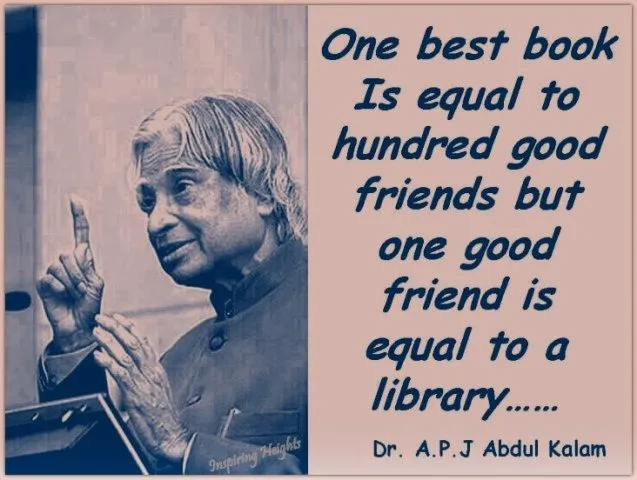 One best book
Is equal to
hundred good
friends but
one good
friend is
equal to a
library......
Dr. A.P.J Abdul Kalam
Inspiring Heights